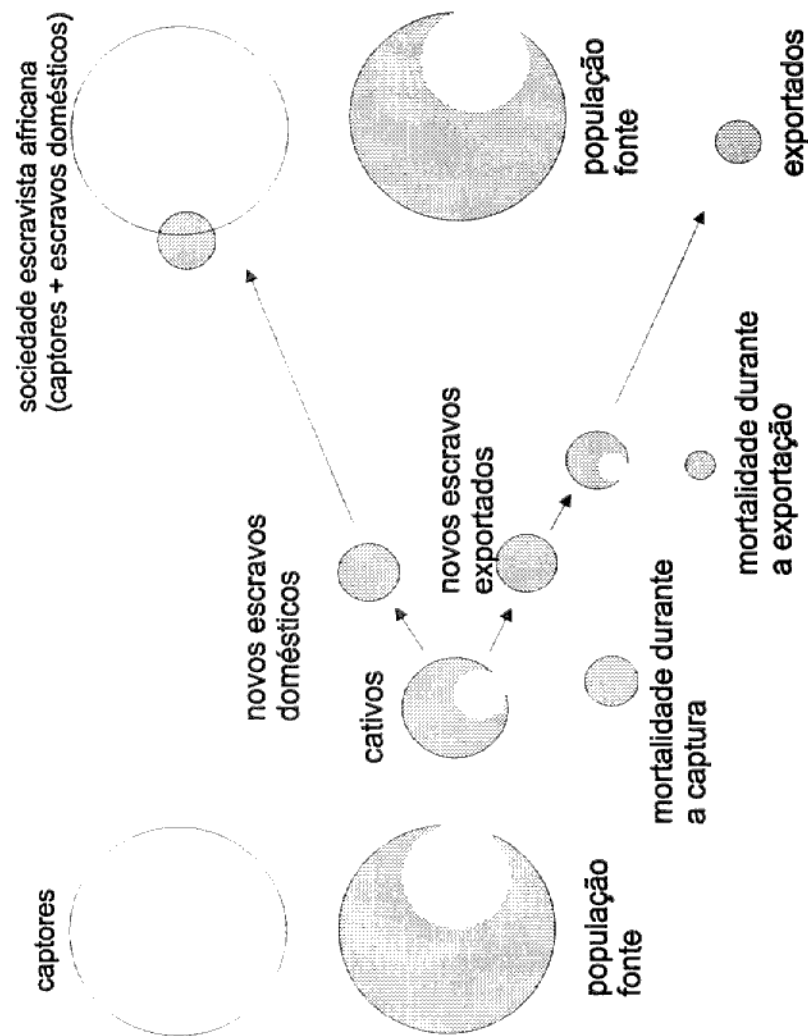 captores
população
fonte
cativos
mortalidade durante
a captura
novos escravos
domésticos
novos escravos
exportados
mortalidade durante
a exportação
sociedade escravista africana
(captores + escravos domésticos)
população
fonte
exportados